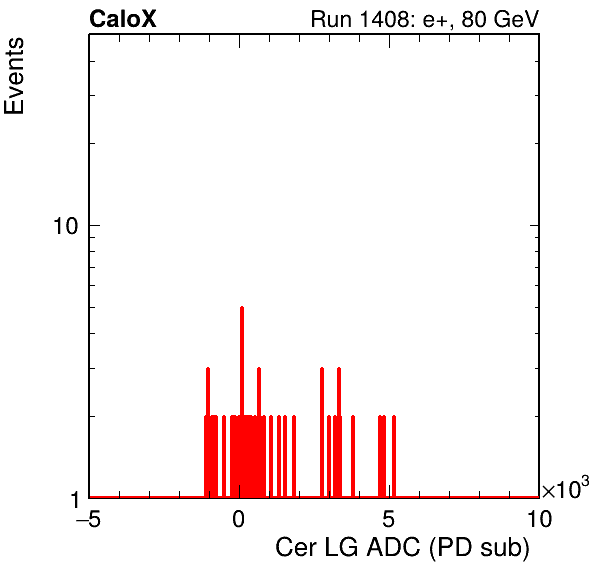 CaloX Run 1408: e+, 80 GeV
Events
10
1
−5 0 5 10 ×10³
Cer LG ADC (PD sub)